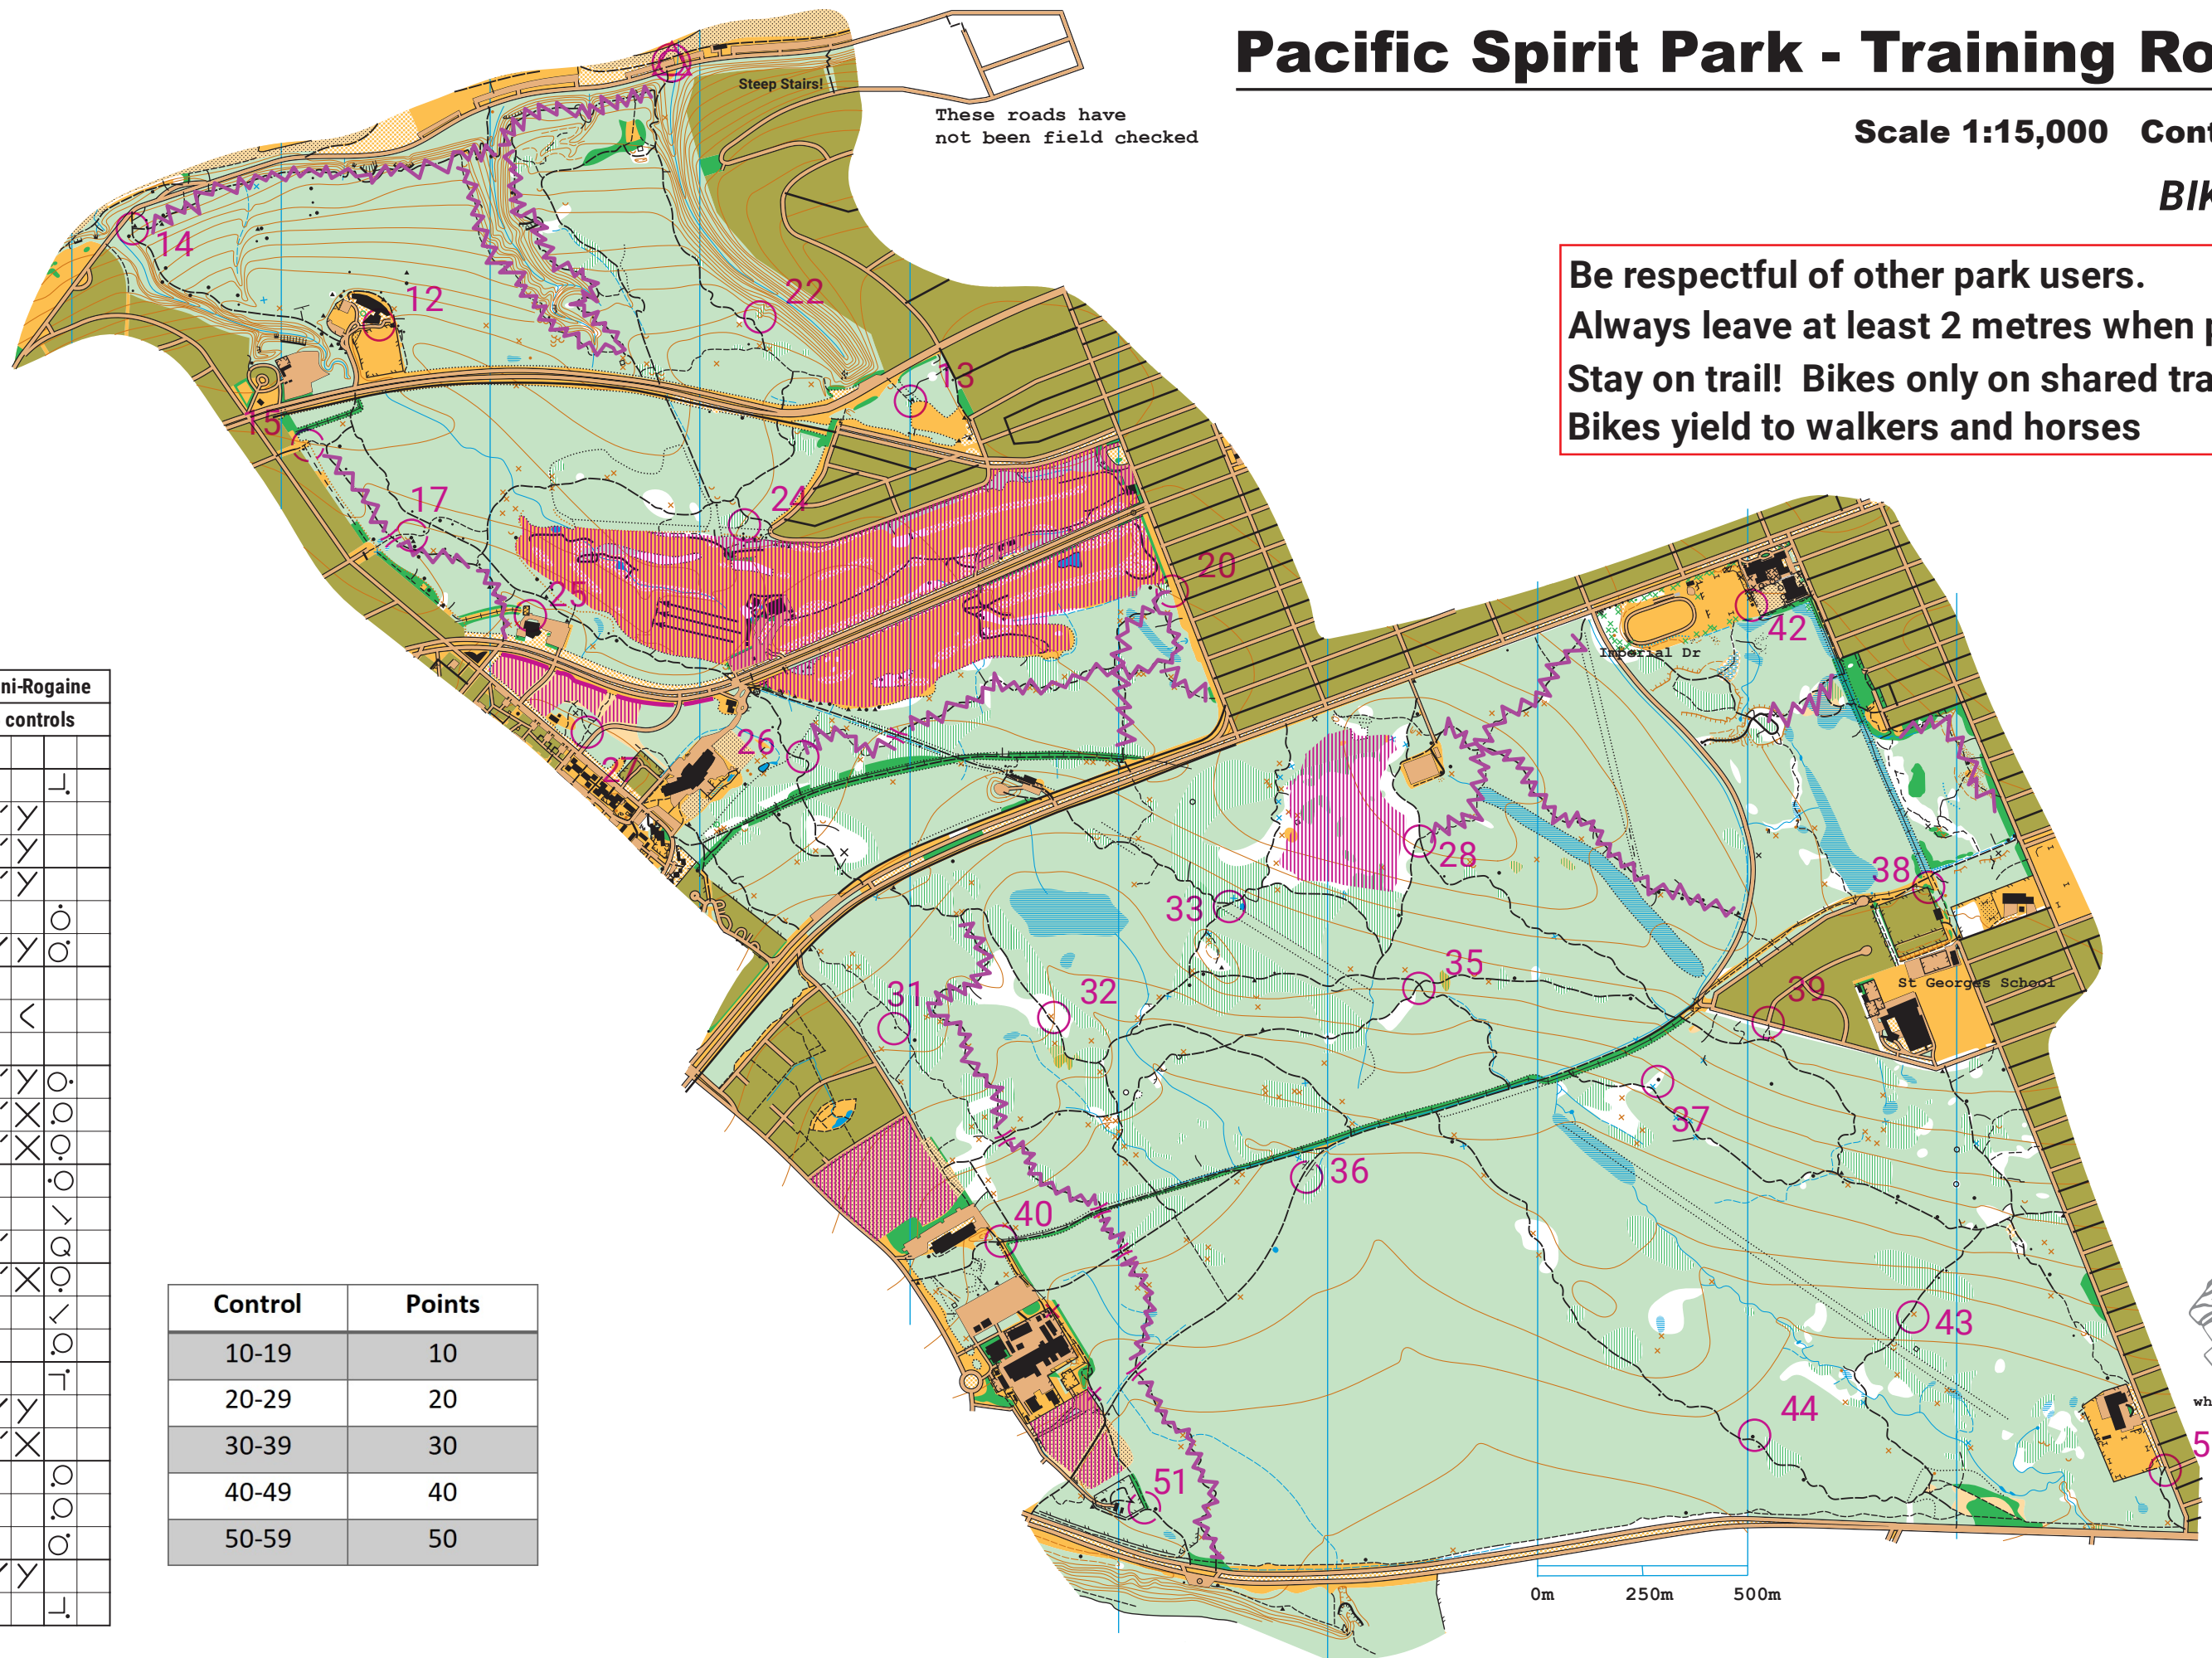 Pacific Spirit Park - Training
Scale 1:15,000
Be respectful of other park users.
Always leave at least 2 metres when
Stay on trail! Bikes only on shared
Bikes yield to walkers and horses
Steep Stairs!
These roads have
not been field checked
14
12
22
13
15
17
24
25
20
26
27
Imperial Dr
42
28
33
38
35
31
32
39
St Georges School
37
36
40
43
44
51
5
ni-Rogaine
controls
Control Points
10-19 10
20-29 20
30-39 30
40-49 40
50-59 50
0m 250m 500m